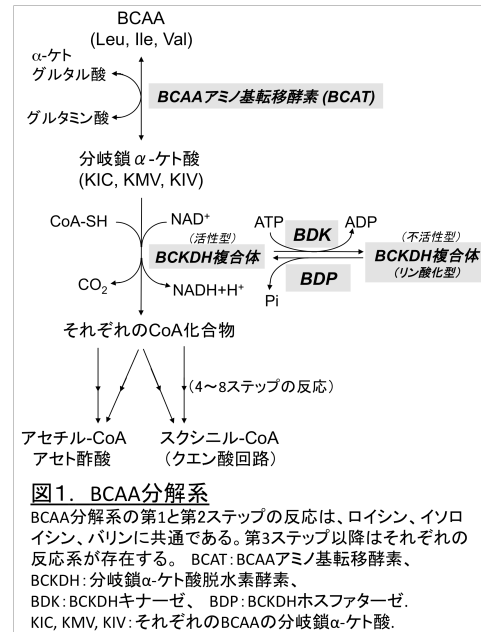 BCAA
(Leu, Ile, Val)
α-ケト
グルタル酸
BCAAアミノ基転移酵素 (BCAT)
グルタミン酸
分岐鎖α-ケト酸
(KIC, KMV, KIV)
CoA-SH
NAD+
(活性型)
BCKDH複合体
CO2
NADH+H+
ATP
ADP
BDK
BDP
Pi
(不活性型)
BCKDH複合体
(リン酸化型)
それぞれのCoA化合物
(4～8ステップの反応)
アセチル-CoA
アセト酢酸
スクシニル-CoA
(クエン酸回路)
図1. BCAA分解系
BCAA分解系の第1と第2ステップの反応は、ロイシン、イソロ
イシン、バリンに共通である。第3ステップ以降はそれぞれの
反応系が存在する。 BCAT：BCAAアミノ基転移酵素、
BCKDH：分岐鎖α-ケト酸脱水素酵素、
BDK：BCKDHキナーゼ、 BDP：BCKDHホスファターゼ.
KIC, KMV, KIV：それぞれのBCAAの分岐鎖α-ケト酸.